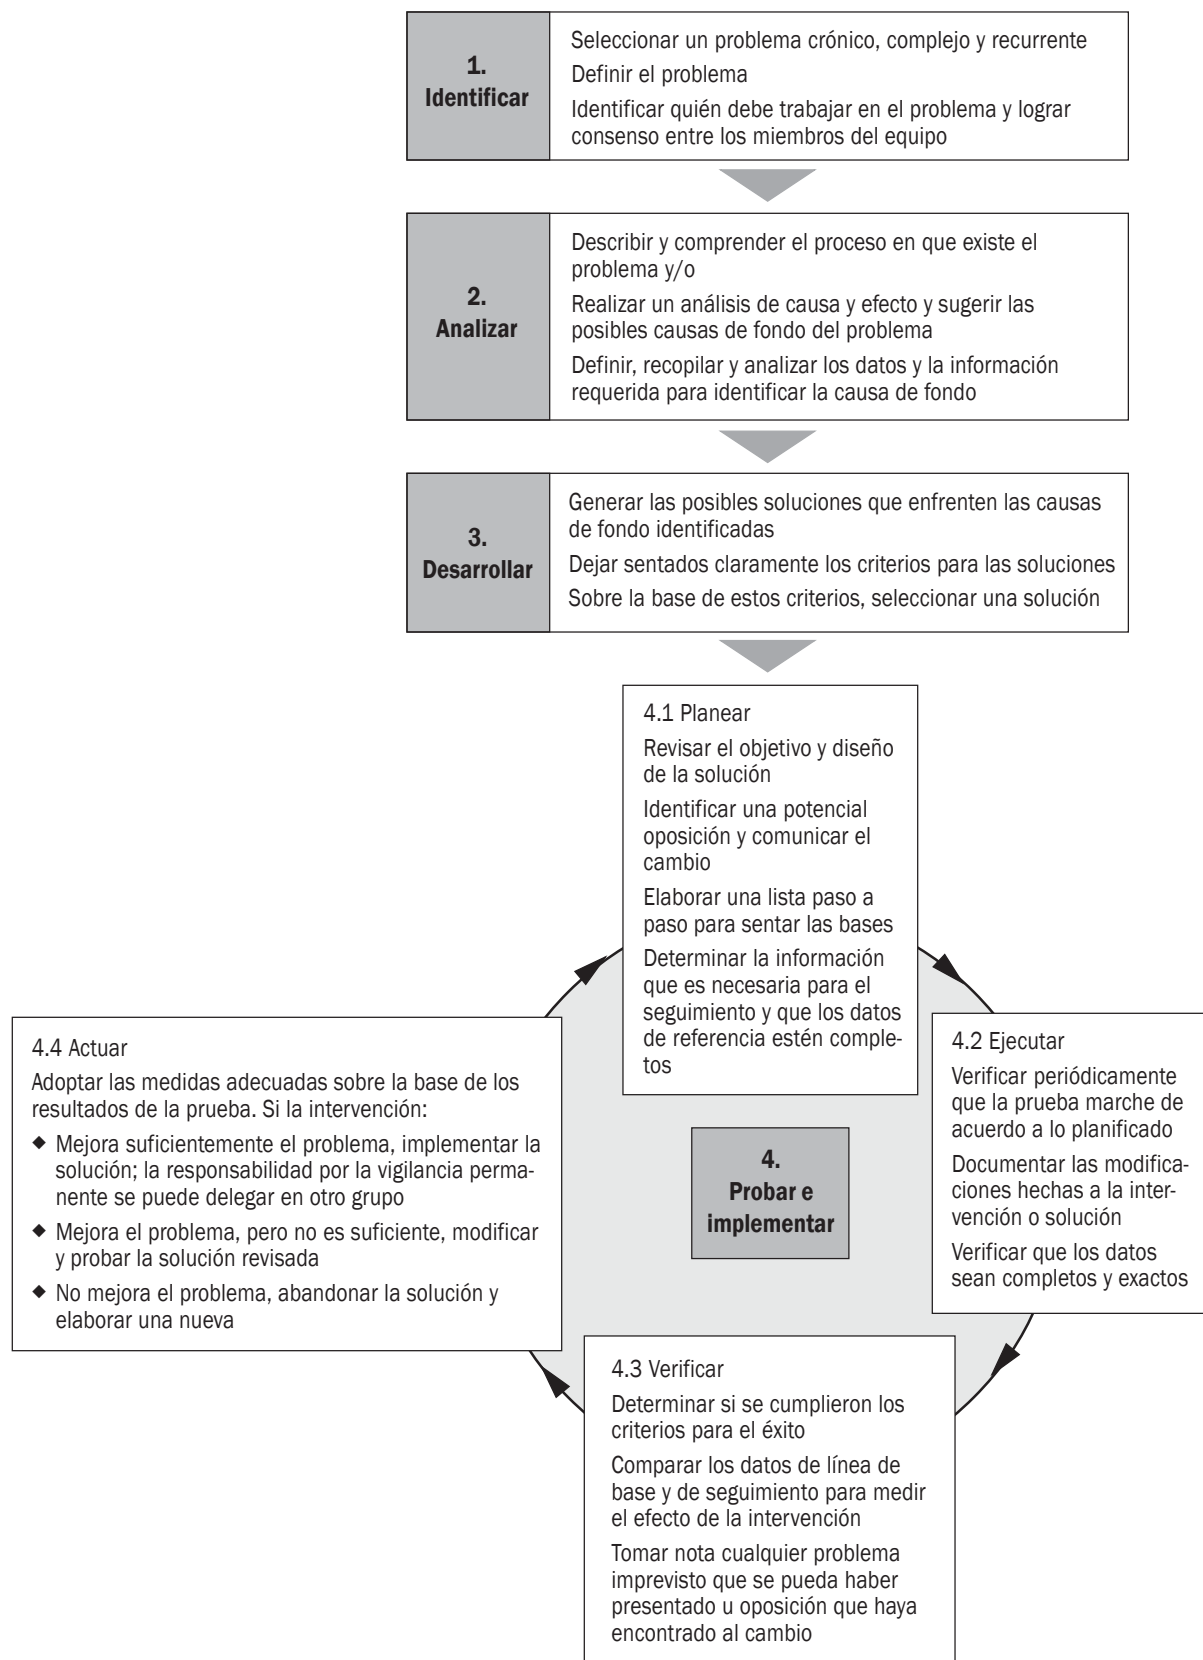 1.
Identificar
Seleccionar un problema crónico, complejo y recurrente
Definir el problema
Identificar quién debe trabajar en el problema y lograr
consenso entre los miembros del equipo
2.
Analizar
Describir y comprender el proceso en que existe el
problema y/o
Realizar un análisis de causa y efecto y sugerir las
posibles causas de fondo del problema
Definir, recopilar y analizar los datos y la información
requerida para identificar la causa de fondo
3.
Desarrollar
Generar las posibles soluciones que enfrenten las causas
de fondo identificadas
Dejar sentados claramente los criterios para las soluciones
Sobre la base de estos criterios, seleccionar una solución
4.1 Planear
Revisar el objetivo y diseño
de la solución
Identificar una potencial
oposición y comunicar el
cambio
Elaborar una lista paso a
paso para sentar las bases
Determinar la información
que es necesaria para el
seguimiento y que los datos
de referencia estén comple-
tos
4.2 Ejecutar
Verificar periódicamente
que la prueba marche de
acuerdo a lo planificado
Documentar las modifica-
ciones hechas a la inter-
vención o solución
Verificar que los datos
sean completos y exactos
4.
Probar e
implementar
4.3 Verificar
Determinar si se cumplieron los
criterios para el éxito
Comparar los datos de línea de
base y de seguimiento para medir
el efecto de la intervención
Tomar nota cualquier problema
imprevisto que se pueda haber
presentado u oposición que haya
encontrado al cambio
4.4 Actuar
Adoptar las medidas adecuadas sobre la base de los
resultados de la prueba. Si la intervención:
◆ Mejora suficientemente el problema, implementar la
solución; la responsabilidad por la vigilancia perma-
nente se puede delegar en otro grupo
◆ Mejora el problema, pero no es suficiente, modificar
y probar la solución revisada
◆ No mejora el problema, abandonar la solución y
elaborar una nueva